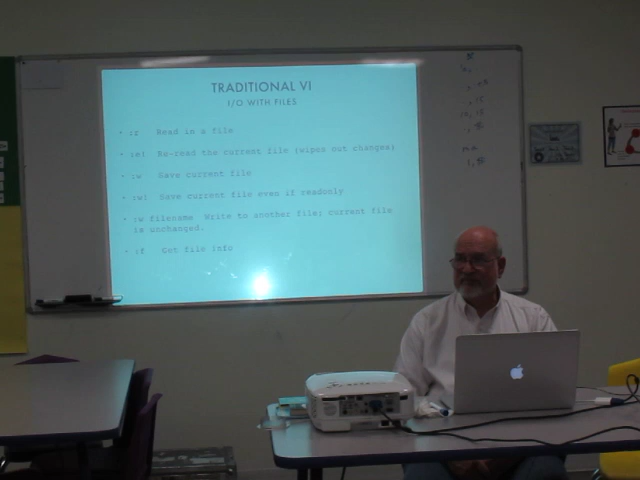 TRADITIONAL VI
I/O WITH FILES
• :r Read in a file
• :e! Re-read the current file (wipes out changes)
• :w Save current file
• :w! Save current file even if readonly
• :w filename Write to another file; current file
is unchanged.
• :f Get file info